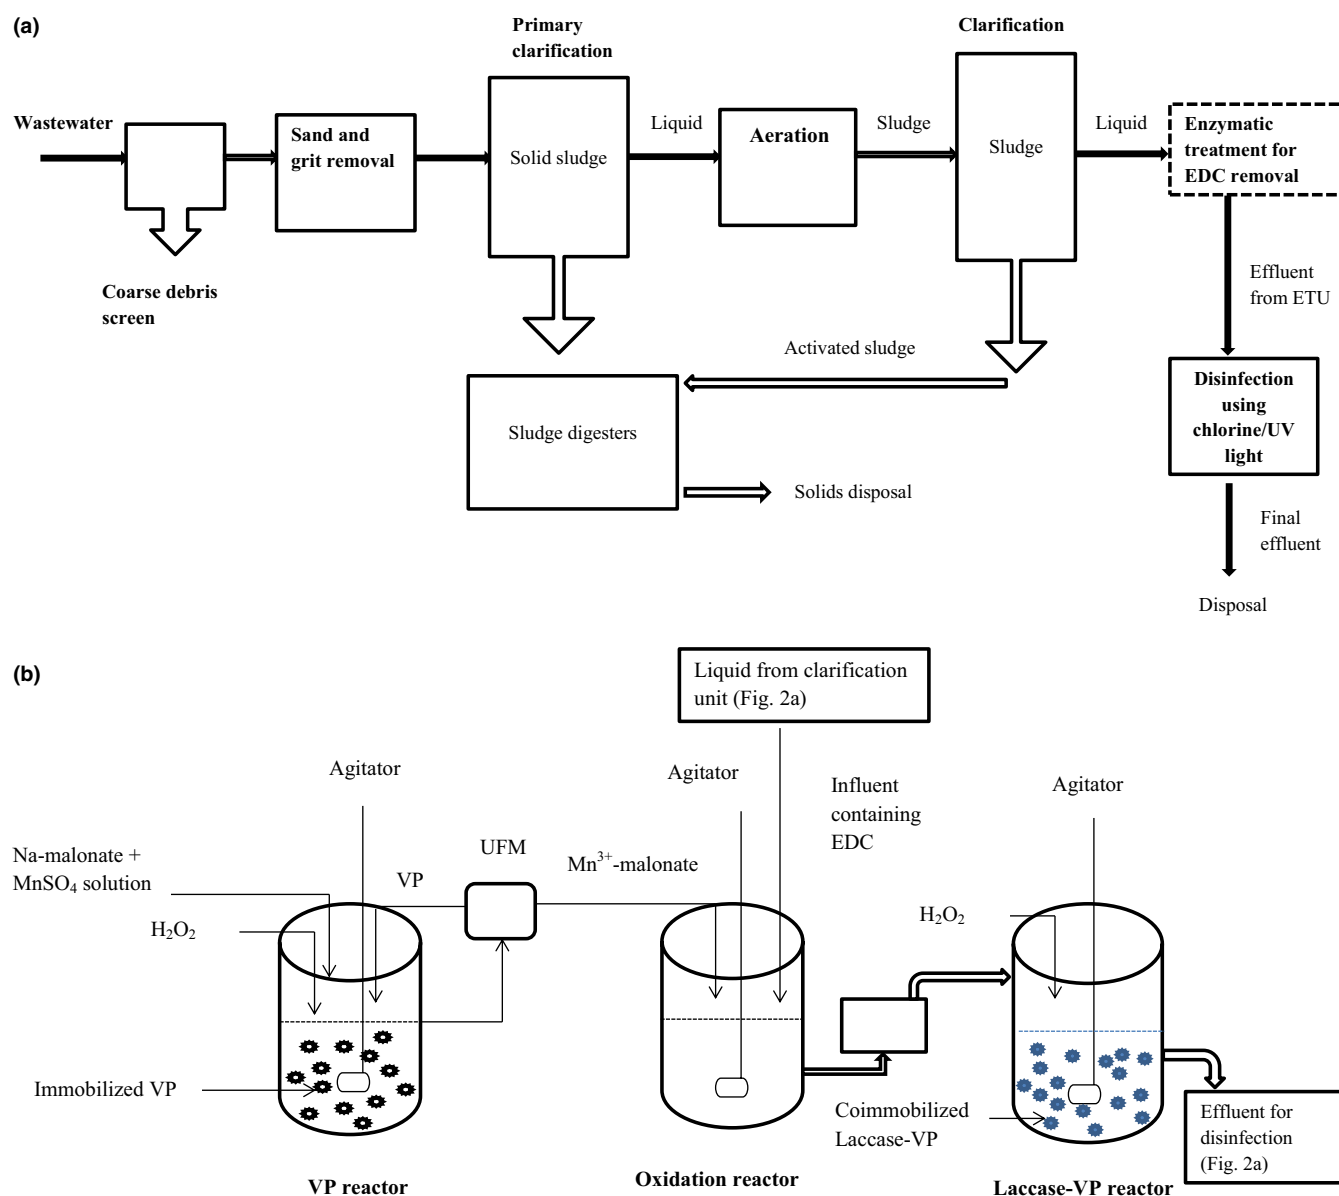 (a)
Primary
clarification
Clarification
Wastewater
Sand and
grit removal
Solid sludge
Liquid
Aeration
Sludge
Sludge
Liquid
Enzymatic
treatment for
EDC removal
Coarse debris
screen
Effluent
from ETU
Activated sludge
Sludge digesters
Disinfection
using
chlorine/UV
light
Solids disposal
Final
effluent
Disposal
(b)
Liquid from clarification
unit (Fig. 2a)
Agitator
Agitator
Influent
containing
EDC
Agitator
Na-malonate +
MnSO₄ solution
UFM
VP
Mn³⁺-malonate
H₂O₂
H₂O₂
Immobilized VP
Coimmobilized
Laccase-VP
Effluent for
disinfection
(Fig. 2a)
VP reactor
Oxidation reactor
Laccase-VP reactor